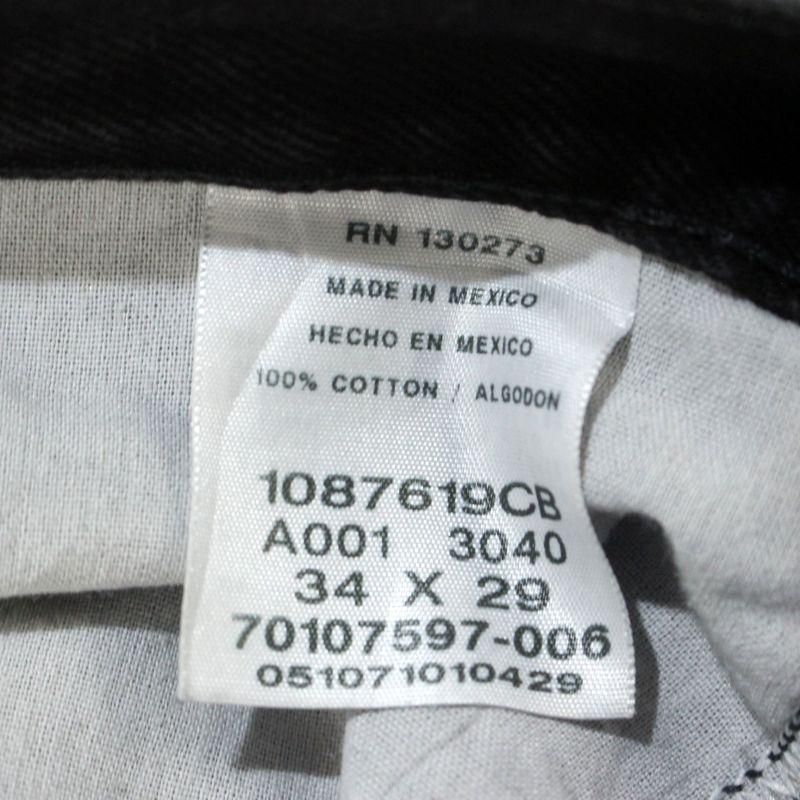 RN 130273
MADE IN MEXICO
HECHO EN MEXICO
100% COTTON / ALGODON
1087619CB
A001 3040
34 X 29
70107597-006
051071010429